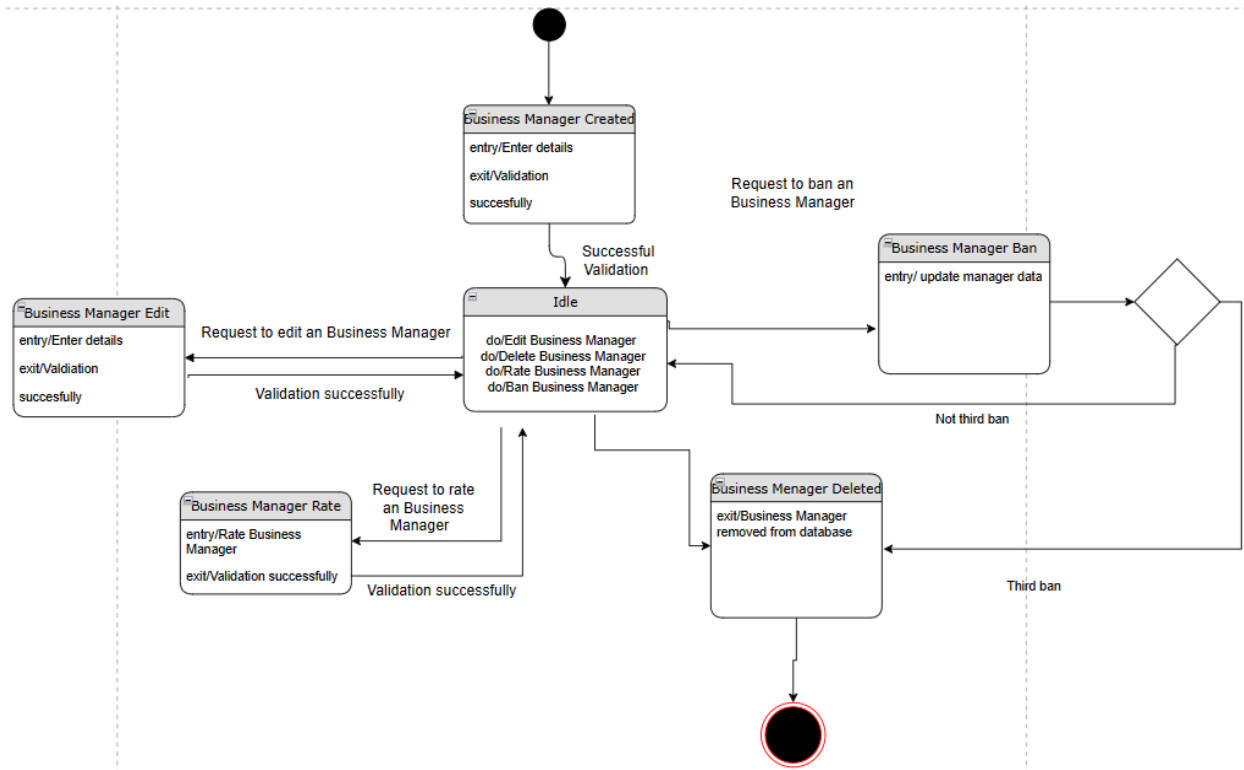 Business Manager Created
entry/Enter details
exit/Validation
succesfully
Successful
Validation
Request to ban an
Business Manager
Business Manager Ban
entry/ update manager data
Idle
do/Edit Business Manager
do/Delete Business Manager
do/Rate Business Manager
do/Ban Business Manager
Business Manager Edit
entry/Enter details
exit/Valdiation
succesfully
Request to edit an Business Manager
Validation successfully
Not third ban
Business Manager Rate
entry/Rate Business
Manager
exit/Validation successfully
Request to rate
an Business
Manager
Validation successfully
Business Menager Deleted
exit/Business Manager
removed from database
Third ban